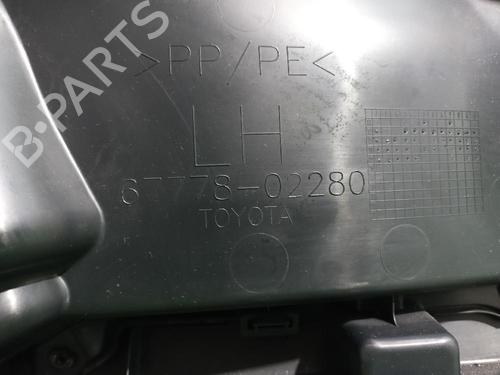 >PP/PE<
LH
67778-02280
TOYOTA
B-PARTS